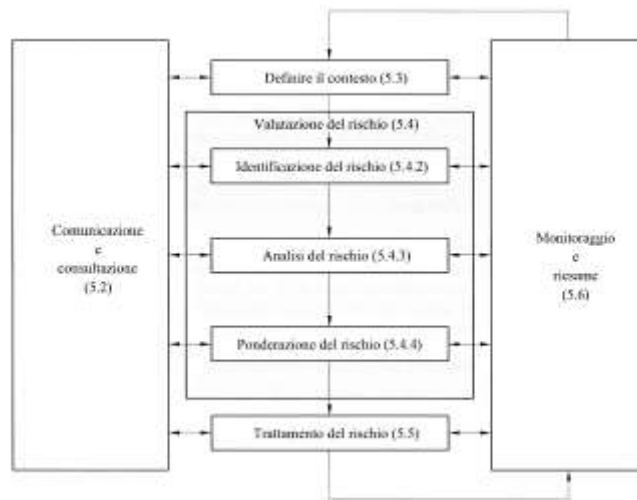 Definire il contesto (5.3)
Valutazione del rischio (5.4)
Identificazione del rischio (5.4.2)
Comunicazione
e
consultazione
(5.2)
Analisi del rischio (5.4.3)
Monitoraggio
e
riesame
(5.6)
Ponderazione del rischio (5.4.4)
Trattamento del rischio (5.5)